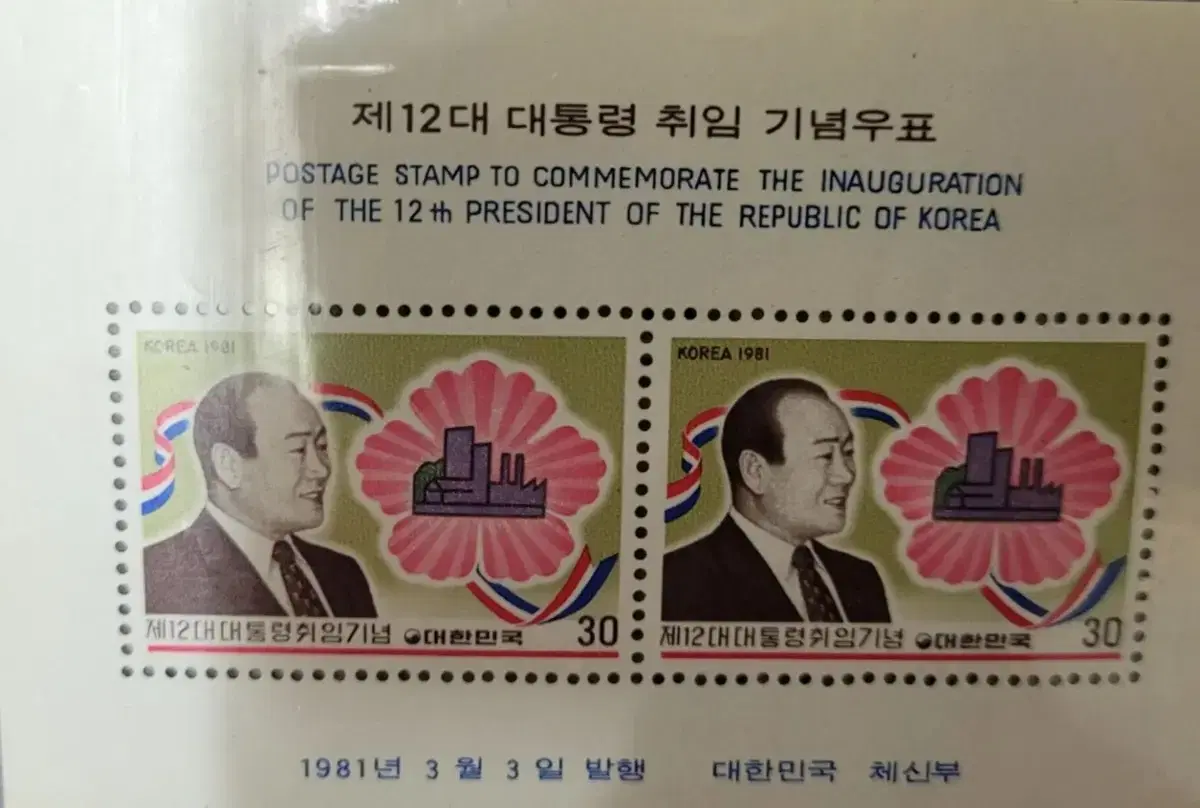 제12대 대통령 취임 기념우표
POSTAGE STAMP TO COMMEMORATE THE INAUGURATION
OF THE 12th PRESIDENT OF THE REPUBLIC OF KOREA
KOREA 1981
제12대대통령취임기념 대한민국 30
KOREA 1981
제12대대통령취임기념 대한민국 30
1981년 3월 3일 발행 대한민국 체신부